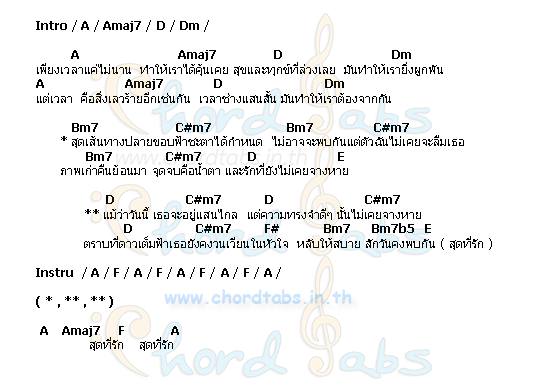 Intro / A / Amaj7 / D / Dm /
A Amaj7 D Dm
เพียงเวลาแค่ไม่นาน ทำให้เราได้คุ้นเคย สุขและทุกข์ที่ล่วงเลย มันทำให้เรายิ่งผูกพัน
A Amaj7 D Dm
แต่เวลา คือสิ่งเลวร้ายอีกเช่นกัน เวลาช่างแสนสั้น มันทำให้เราต้องจากกัน
Bm7 C#m7 Bm7 C#m7
* สุดเส้นทางปลายขอบฟ้าชะตาได้กำหนด ไม่อาจจะพบกันแต่ตัวฉันไม่เคยจะลืมเธอ
Bm7 C#m7 D E
ภาพเก่าคืนย้อนมา จุดจบคือน้ำตา และรักที่ยังไม่เคยจางหาย
D C#m7 D C#m7
** แม้ว่าวันนี้ เธอจะอยู่แสนไกล แต่ความทรงจำดีๆ นั้นไม่เคยจางหาย
D C#m7 F# Bm7 Bm7b5 E
ตราบที่ดาวเต็มฟ้าเธอยังคงวนเวียนในหัวใจ หลับให้สบาย สักวันคงพบกัน ( สุดที่รัก )
Instru / A / F / A / F / A / F / A / F / A /
( * , ** , ** )
www.chordtabs.in.th
A Amaj7 F A
สุดที่รัก สุดที่รัก
Chord Tabs